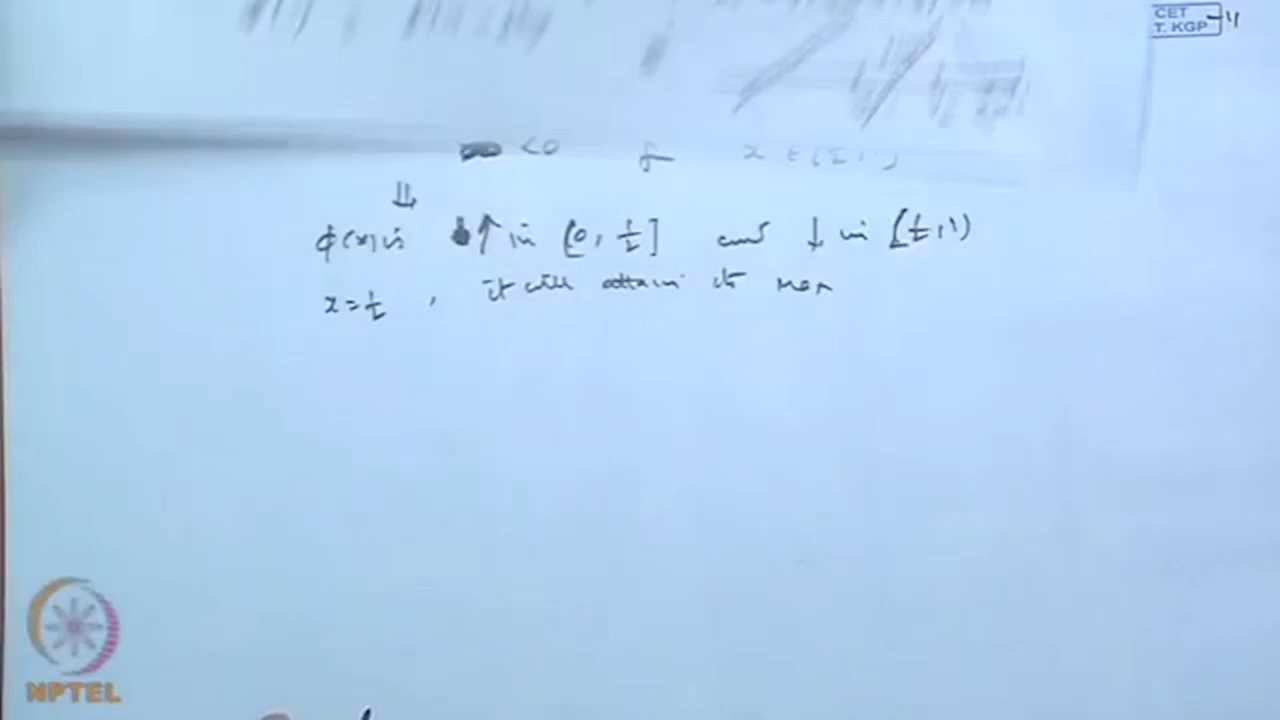 CET
T. KGP
<0 f x ∈ (½ 1)
⇓
φ(x) is ↑ in [0, ½] and ↓ in [½, 1)
x = ½, it will attain its max
NPTEL